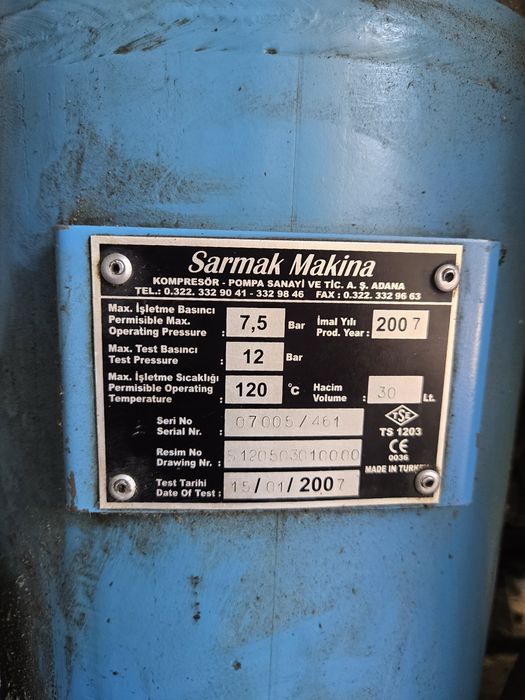 Sarmak Makina
KOMPRESÖR - POMPA SANAYİ VE TİC. A. Ş. ADANA
TEL.: 0.322. 332 90 41 - 332 98 46 FAX : 0.322. 332 96 63
Max. İşletme Basıncı
Permisible Max.
Operating Pressure : 7,5 Bar
İmal Yılı
Prod. Year : 2007
Max. Test Basıncı
Test Pressure : 12 Bar
Max. İşletme Sıcaklığı
Permisible Operating
Temperature : 120 °C
Hacim
Volume : 30 Lt.
Seri No
Serial Nr. : 07005/461
Resim No
Drawing Nr. : 5120503010000
Test Tarihi
Date Of Test : 15/01/2007
TSE
TS 1203
CE
0036
MADE IN TURKEY